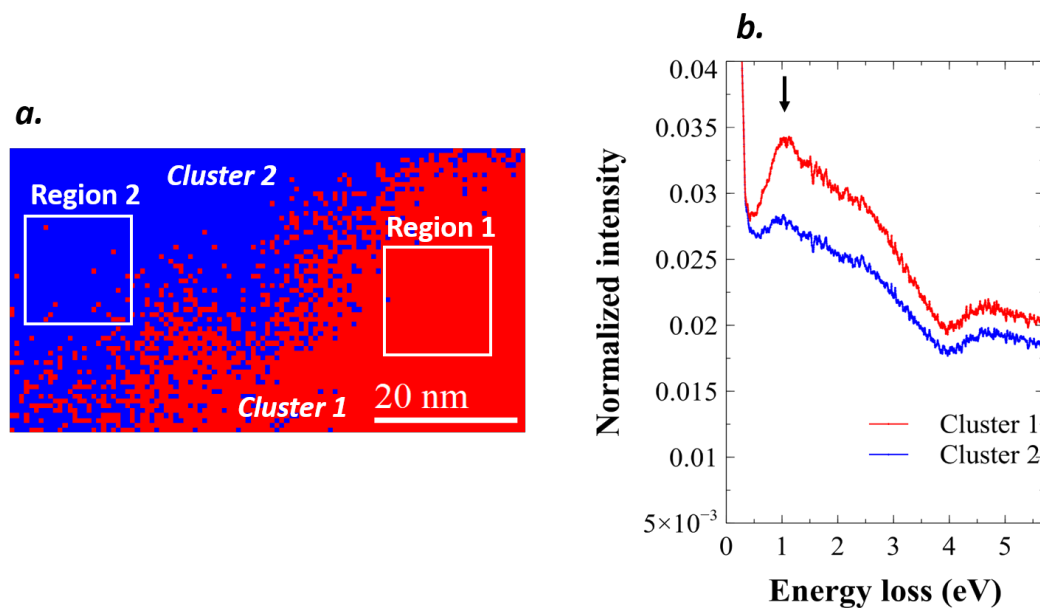 a.
Region 2
Cluster 2
Region 1
Cluster 1
20 nm
b.
Normalized intensity
0.04
0.035
0.03
0.025
0.02
0.015
0.01
5×10⁻³
Cluster 1
Cluster 2
0 1 2 3 4 5
Energy loss (eV)